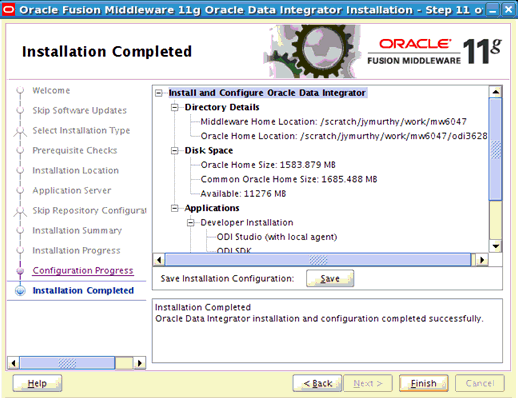 Oracle Fusion Middleware 11g Oracle Data Integrator Installation - Step 11 o
Installation Completed
ORACLE
FUSION MIDDLEWARE 11g
Welcome
Skip Software Updates
Select Installation Type
Prerequisite Checks
Installation Location
Application Server
Skip Repository Configurat
Installation Summary
Installation Progress
Configuration Progress
Installation Completed
Install and Configure Oracle Data Integrator
Directory Details
Middleware Home Location: /scratch/jymurthy/work/mw6047
Oracle Home Location: /scratch/jymurthy/work/mw6047/odi3628
Disk Space
Oracle Home Size: 1583.879 MB
Common Oracle Home Size: 1685.488 MB
Available: 11276 MB
Applications
Developer Installation
ODI Studio (with local agent)
ODI SDK
Save Installation Configuration: Save
Installation Completed
Oracle Data Integrator installation and configuration completed successfully.
Help < Back Next > Finish Cancel